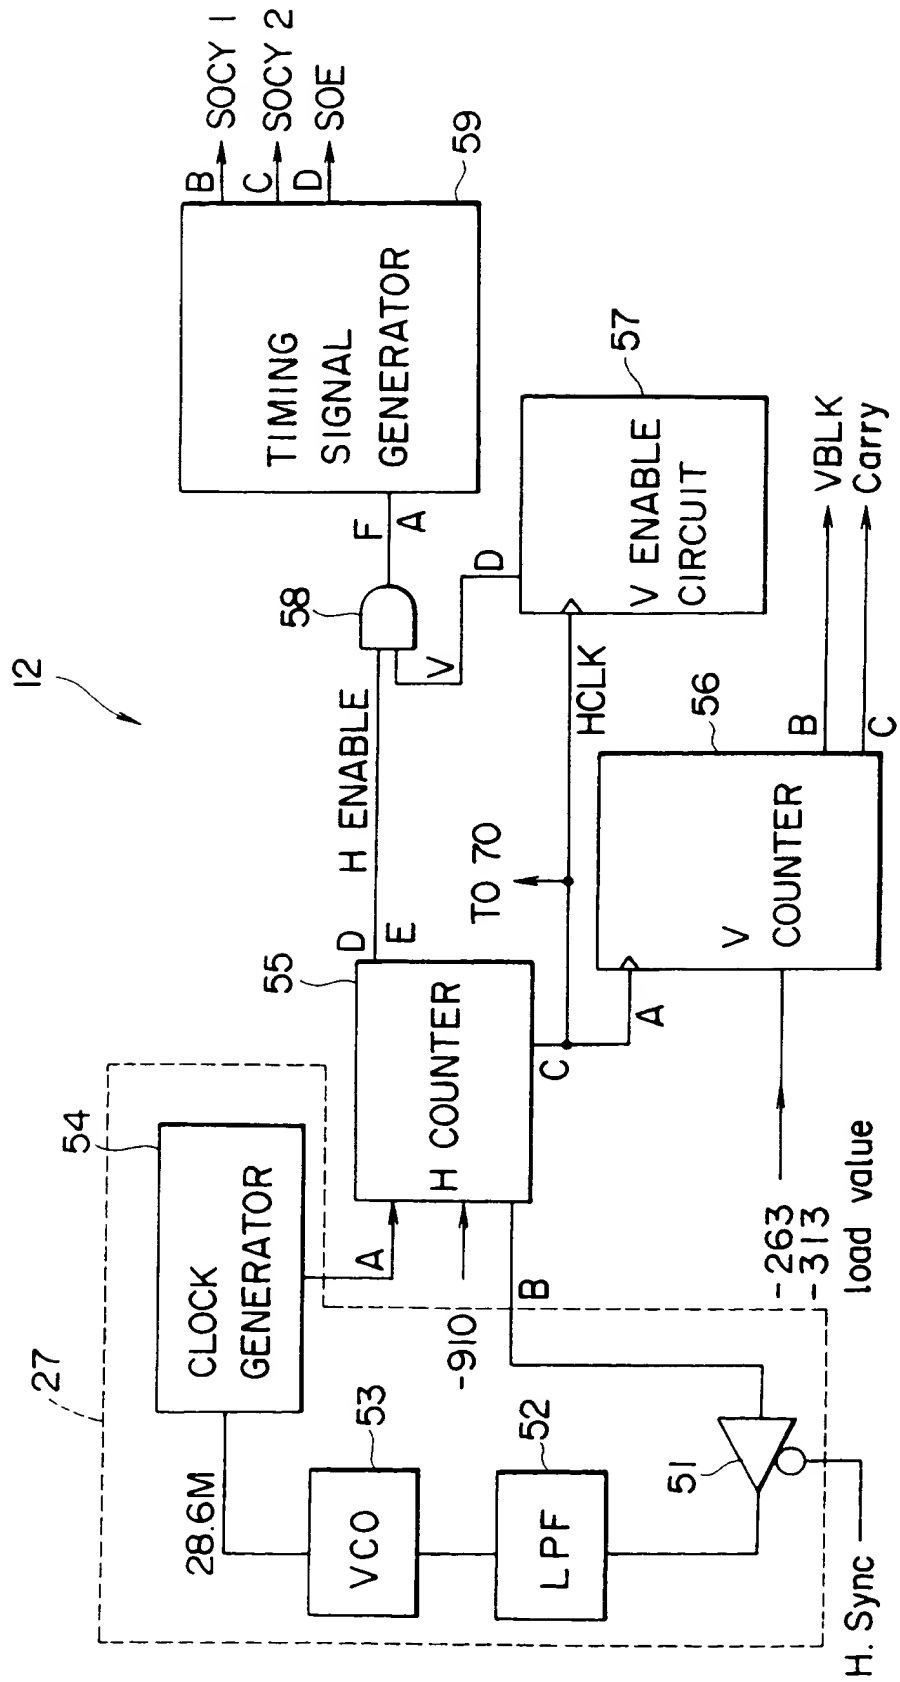 12
27
54
CLOCK
GENERATOR
28.6M
53
VCO
52
LPF
51
H. Sync
A
-910
B
55
H COUNTER
D
E
C
H ENABLE
TO 70
HCLK
A
-263
-313
load value
56
V
COUNTER
B
VBLK
C
Carry
57
V ENABLE
CIRCUIT
D
V
58
F
A
59
TIMING
SIGNAL
GENERATOR
B
SOCY 1
C
SOCY 2
D
SOE